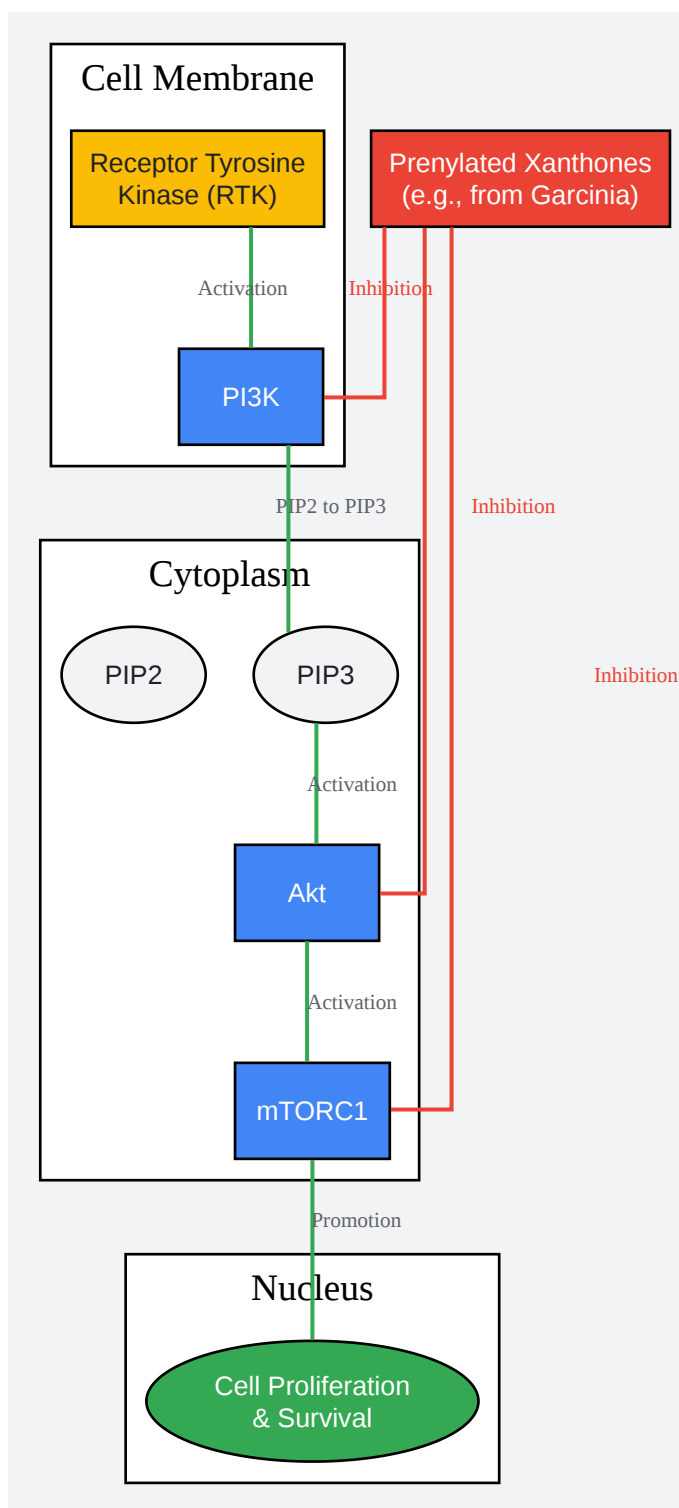 Cell Membrane
Receptor Tyrosine
Kinase (RTK)
Prenylated Xanthones
(e.g., from Garcinia)
Activation
Inhibition
PI3K
PIP2 to PIP3
Inhibition
Cytoplasm
PIP2
PIP3
Inhibition
Activation
Akt
Activation
mTORC1
Promotion
Nucleus
Cell Proliferation
& Survival